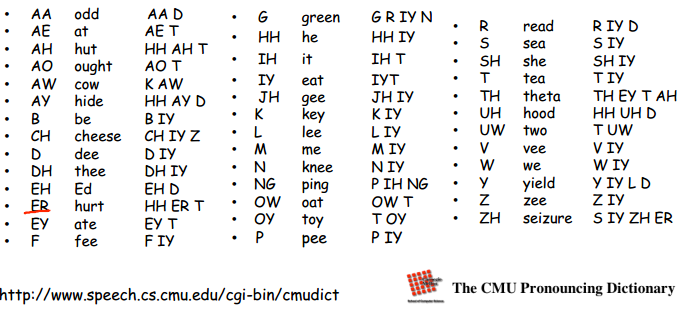 • AA odd AA D
• AE at AE T
• AH hut HH AH T
• AO ought AO T
• AW cow K AW
• AY hide HH AY D
• B be B IY
• CH cheese CH IY Z
• D dee D IY
• DH thee DH IY
• EH Ed EH D
• ER hurt HH ER T
• EY ate EY T
• F fee F IY
• G green G R IY N
• HH he HH IY
• IH it IH T
• IY eat IYT
• JH gee JH IY
• K key K IY
• L lee L IY
• M me M IY
• N knee N IY
• NG ping P IH NG
• OW oat OW T
• OY toy T OY
• P pee P IY
• R read R IY D
• S sea S IY
• SH she SH IY
• T tea T IY
• TH theta TH EY T AH
• UH hood HH UH D
• UW two T UW
• V vee V IY
• W we W IY
• Y yield Y IY L D
• Z zee Z IY
• ZH seizure S IY ZH ER
http://www.speech.cs.cmu.edu/cgi-bin/cmudict
The CMU Pronouncing Dictionary